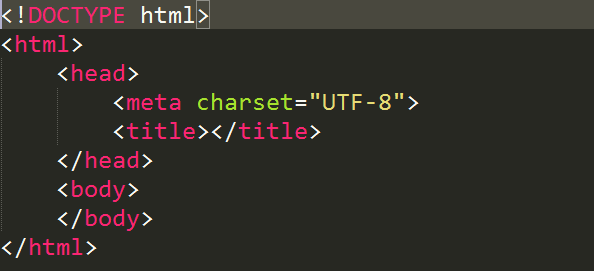 <!DOCTYPE html>
<html>
    <head>
        <meta charset="UTF-8">
        <title></title>
    </head>
    <body>
    </body>
</html>